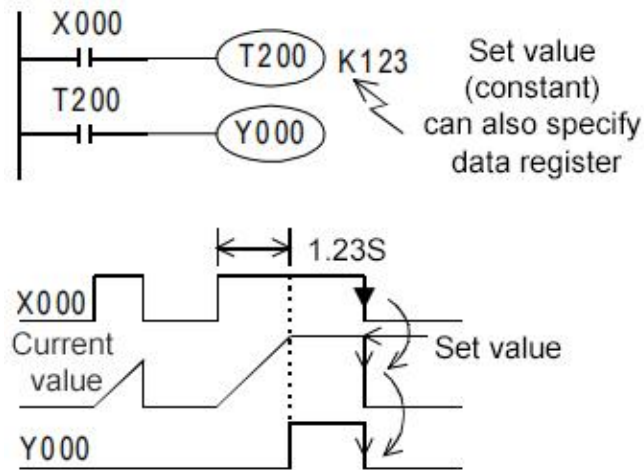 X000
T200 K123
Set value
(constant)
can also specify
data register
T200
Y000
1.23S
X000
Current
value
Set value
Y000